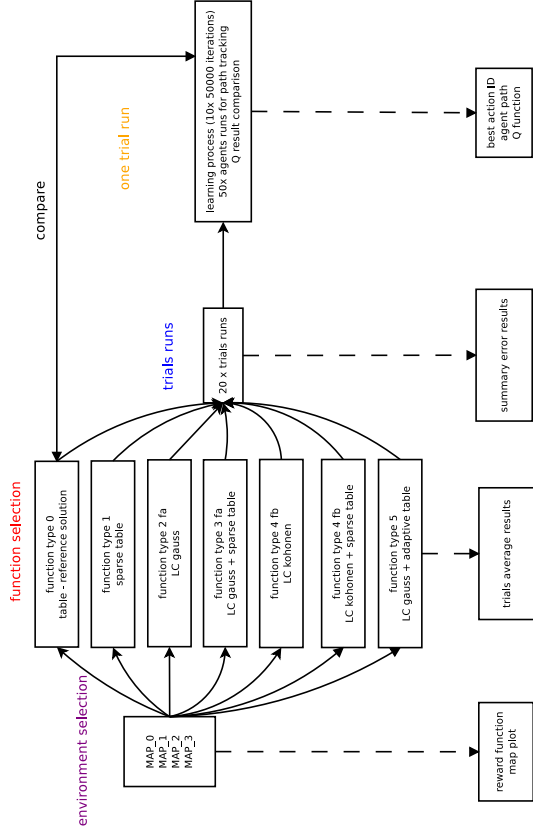 environment selection
MAP_0
MAP_1
MAP_2
MAP_3
reward function
map plot
function selection
function type 0
table - reference solution
function type 1
sparse table
function type 2 fa
LC gauss
function type 3 fa
LC gauss + sparse table
function type 4 fb
LC kohonen
function type 4 fb
LC kohonen + sparse table
function type 5
LC gauss + adaptive table
trials average results
trials runs
20 x trials runs
summary error results
compare
one trial run
learning process (10x 50000 iterations)
50x agents runs for path tracking
Q result comparison
best action ID
agent path
Q function